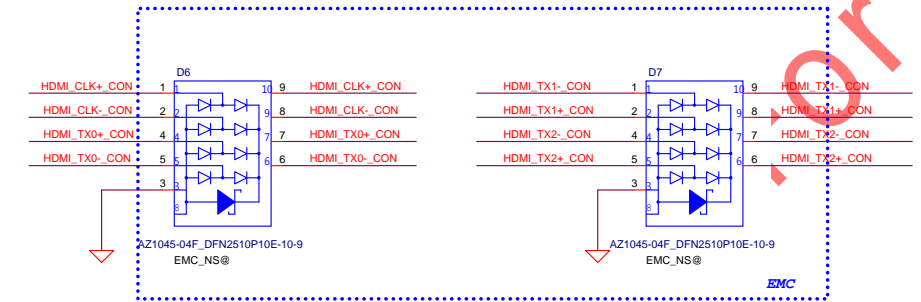 D6
HDMI_CLK+_CON 1 1 10 9 HDMI_CLK+_CON
HDMI_CLK-_CON 2 2 9 8 HDMI_CLK-_CON
HDMI_TX0+_CON 4 4 7 7 HDMI_TX0+_CON
HDMI_TX0-_CON 5 5 6 6 HDMI_TX0-_CON
3 3
8
AZ1045-04F_DFN2510P10E-10-9
EMC_NS@
D7
HDMI_TX1-_CON 1 1 10 9 HDMI_TX1-_CON
HDMI_TX1+_CON 2 2 9 8 HDMI_TX1+_CON
HDMI_TX2-_CON 4 4 7 7 HDMI_TX2-_CON
HDMI_TX2+_CON 5 5 6 6 HDMI_TX2+_CON
3 3
8
AZ1045-04F_DFN2510P10E-10-9
EMC_NS@
EMC
or